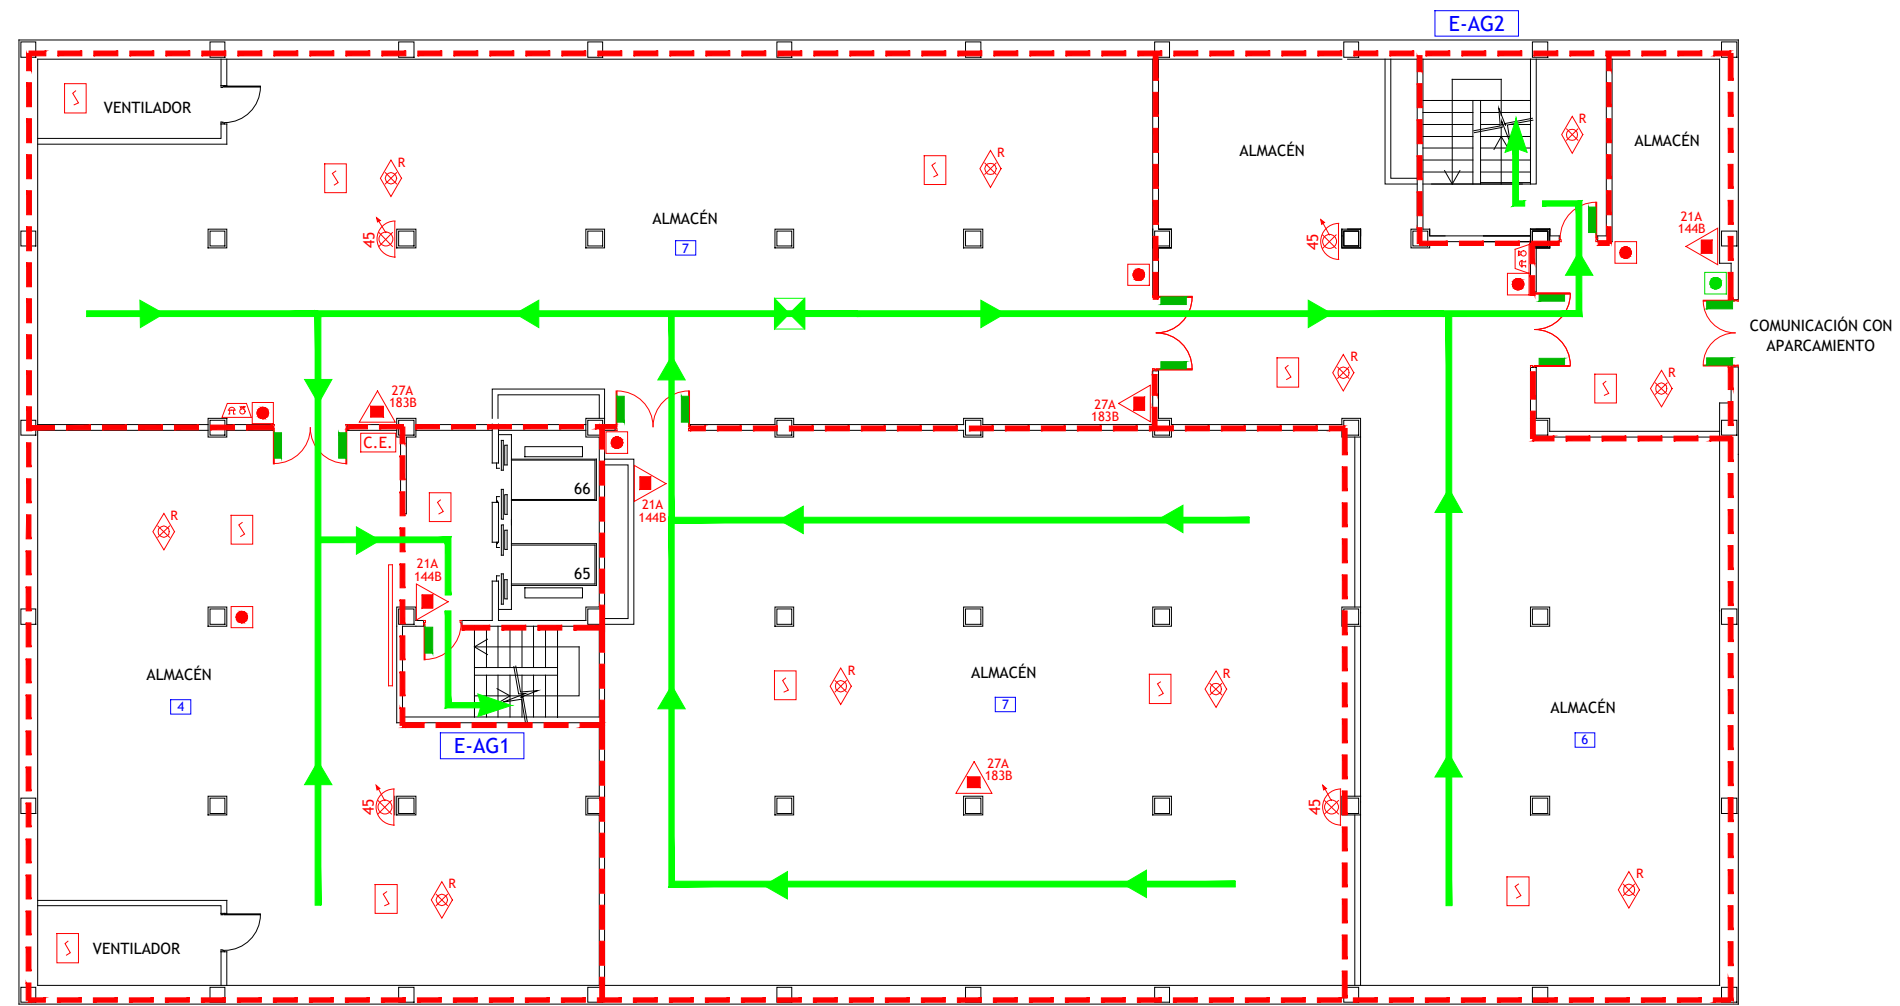 E-AG2
VENTILADOR
ALMACÉN
ALMACÉN
R
R
R
ALMACÉN
7
45
45
21A
144B
COMUNICACIÓN CON
APARCAMIENTO
R
R
27A
183B
27A
183B
C.E.
66
21A
144B
R
65
21A
144B
ALMACÉN
4
R
ALMACÉN
7
R
ALMACÉN
6
E-AG1
27A
183B
45
45
R
R
VENTILADOR